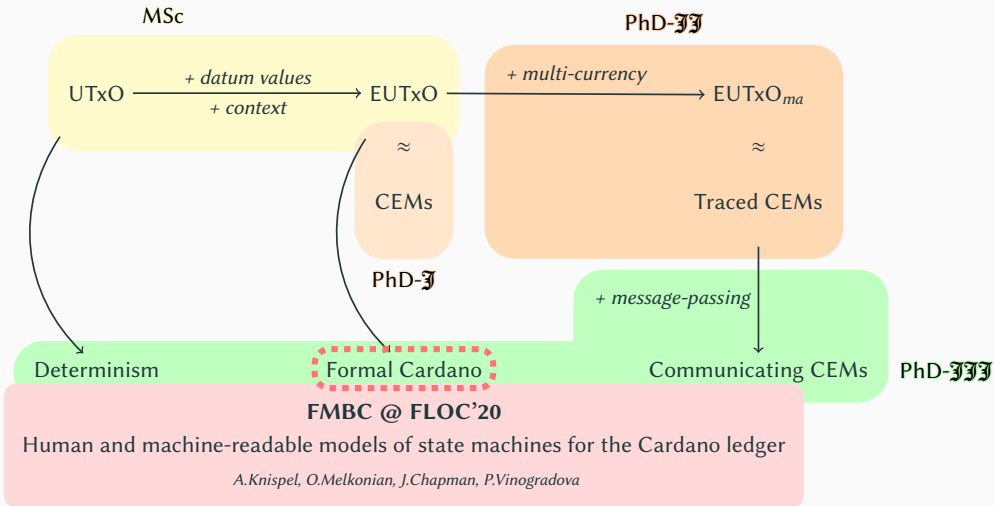 MSc
PhD-𝕴𝕴
UTxO
+ datum values
+ context
EUTxO
+ multi-currency
EUTxOma
≈
≈
CEMs
Traced CEMs
PhD-𝕴
+ message-passing
Determinism
Formal Cardano
Communicating CEMs
PhD-𝕴𝕴𝕴
FMBC @ FLOC’20
Human and machine-readable models of state machines for the Cardano ledger
A.Knispel, O.Melkonian, J.Chapman, P.Vinogradova